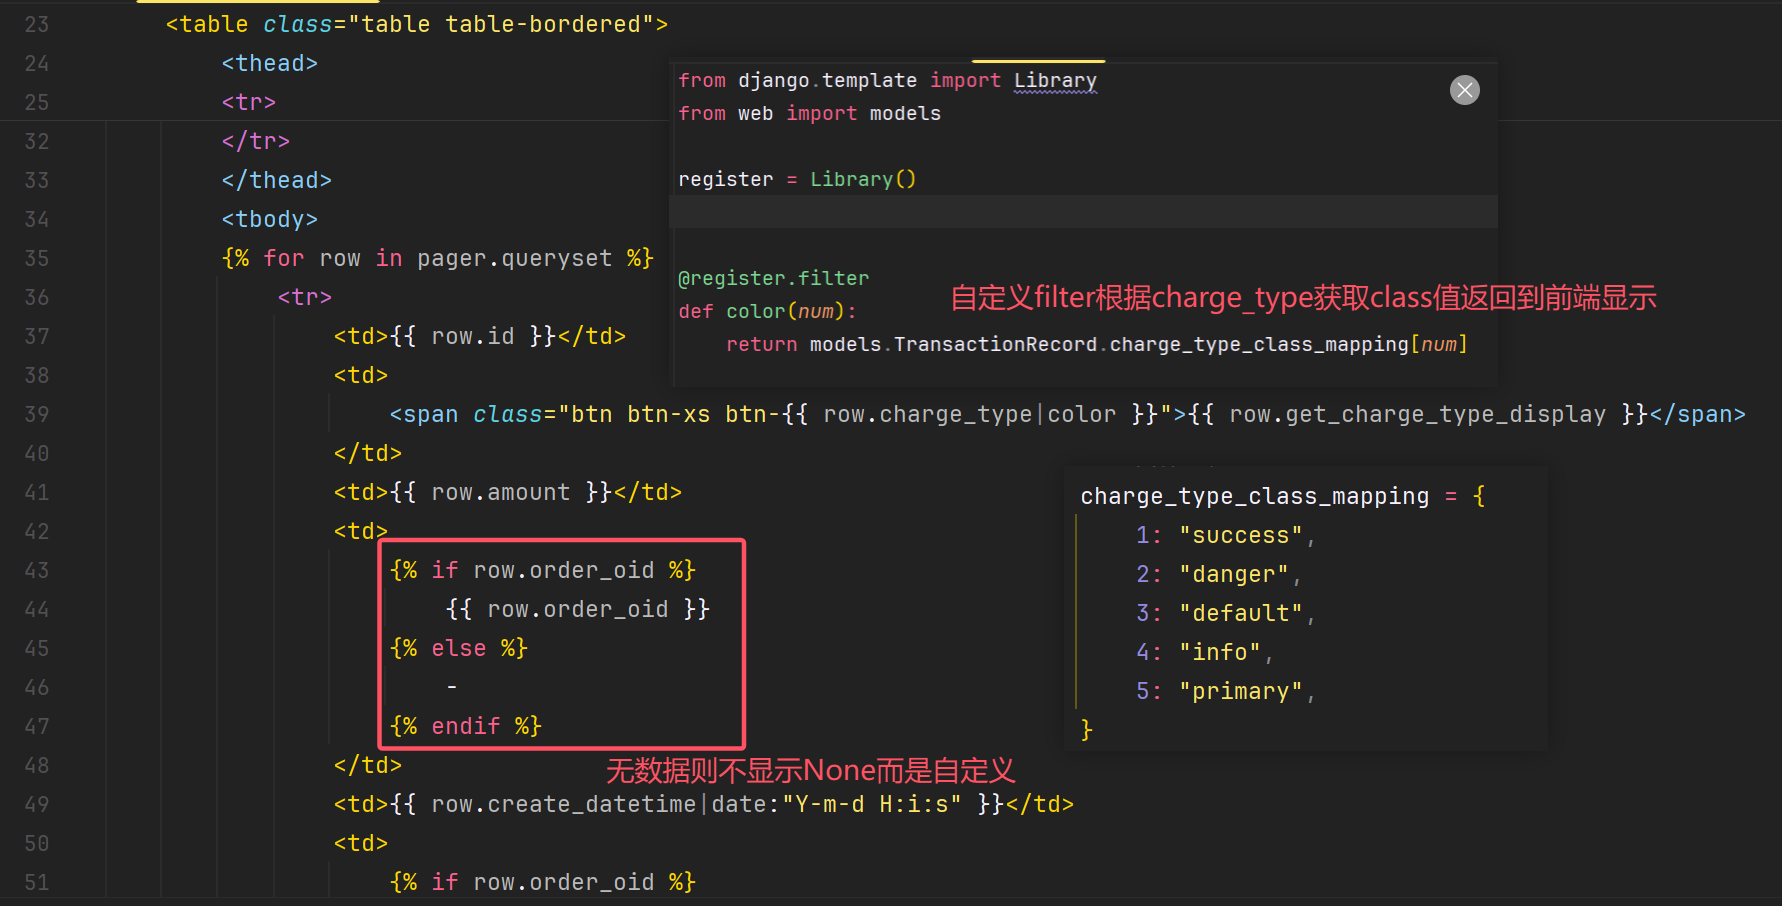 23 <table class="table table-bordered">
24 <thead>
25 <tr>
32 </tr>
33 </thead>
34 <tbody>
35 {% for row in pager.queryset %}
36 <tr>
37 <td>{{ row.id }}</td>
38 <td>
39 <span class="btn btn-xs btn-{{ row.charge_type|color }}">{{ row.get_charge_type_display }}</span>
40 </td>
41 <td>{{ row.amount }}</td>
42 <td>
43 {% if row.order_oid %}
44 {{ row.order_oid }}
45 {% else %}
46 -
47 {% endif %}
48 </td>
无数据则不显示None而是自定义
49 <td>{{ row.create_datetime|date:"Y-m-d H:i:s" }}</td>
50 <td>
51 {% if row.order_oid %}
from django.template import Library
from web import models
register = Library()
@register.filter
def color(num):
return models.TransactionRecord.charge_type_class_mapping[num]
自定义filter根据charge_type获取class值返回到前端显示
charge_type_class_mapping = {
1: "success",
2: "danger",
3: "default",
4: "info",
5: "primary",
}